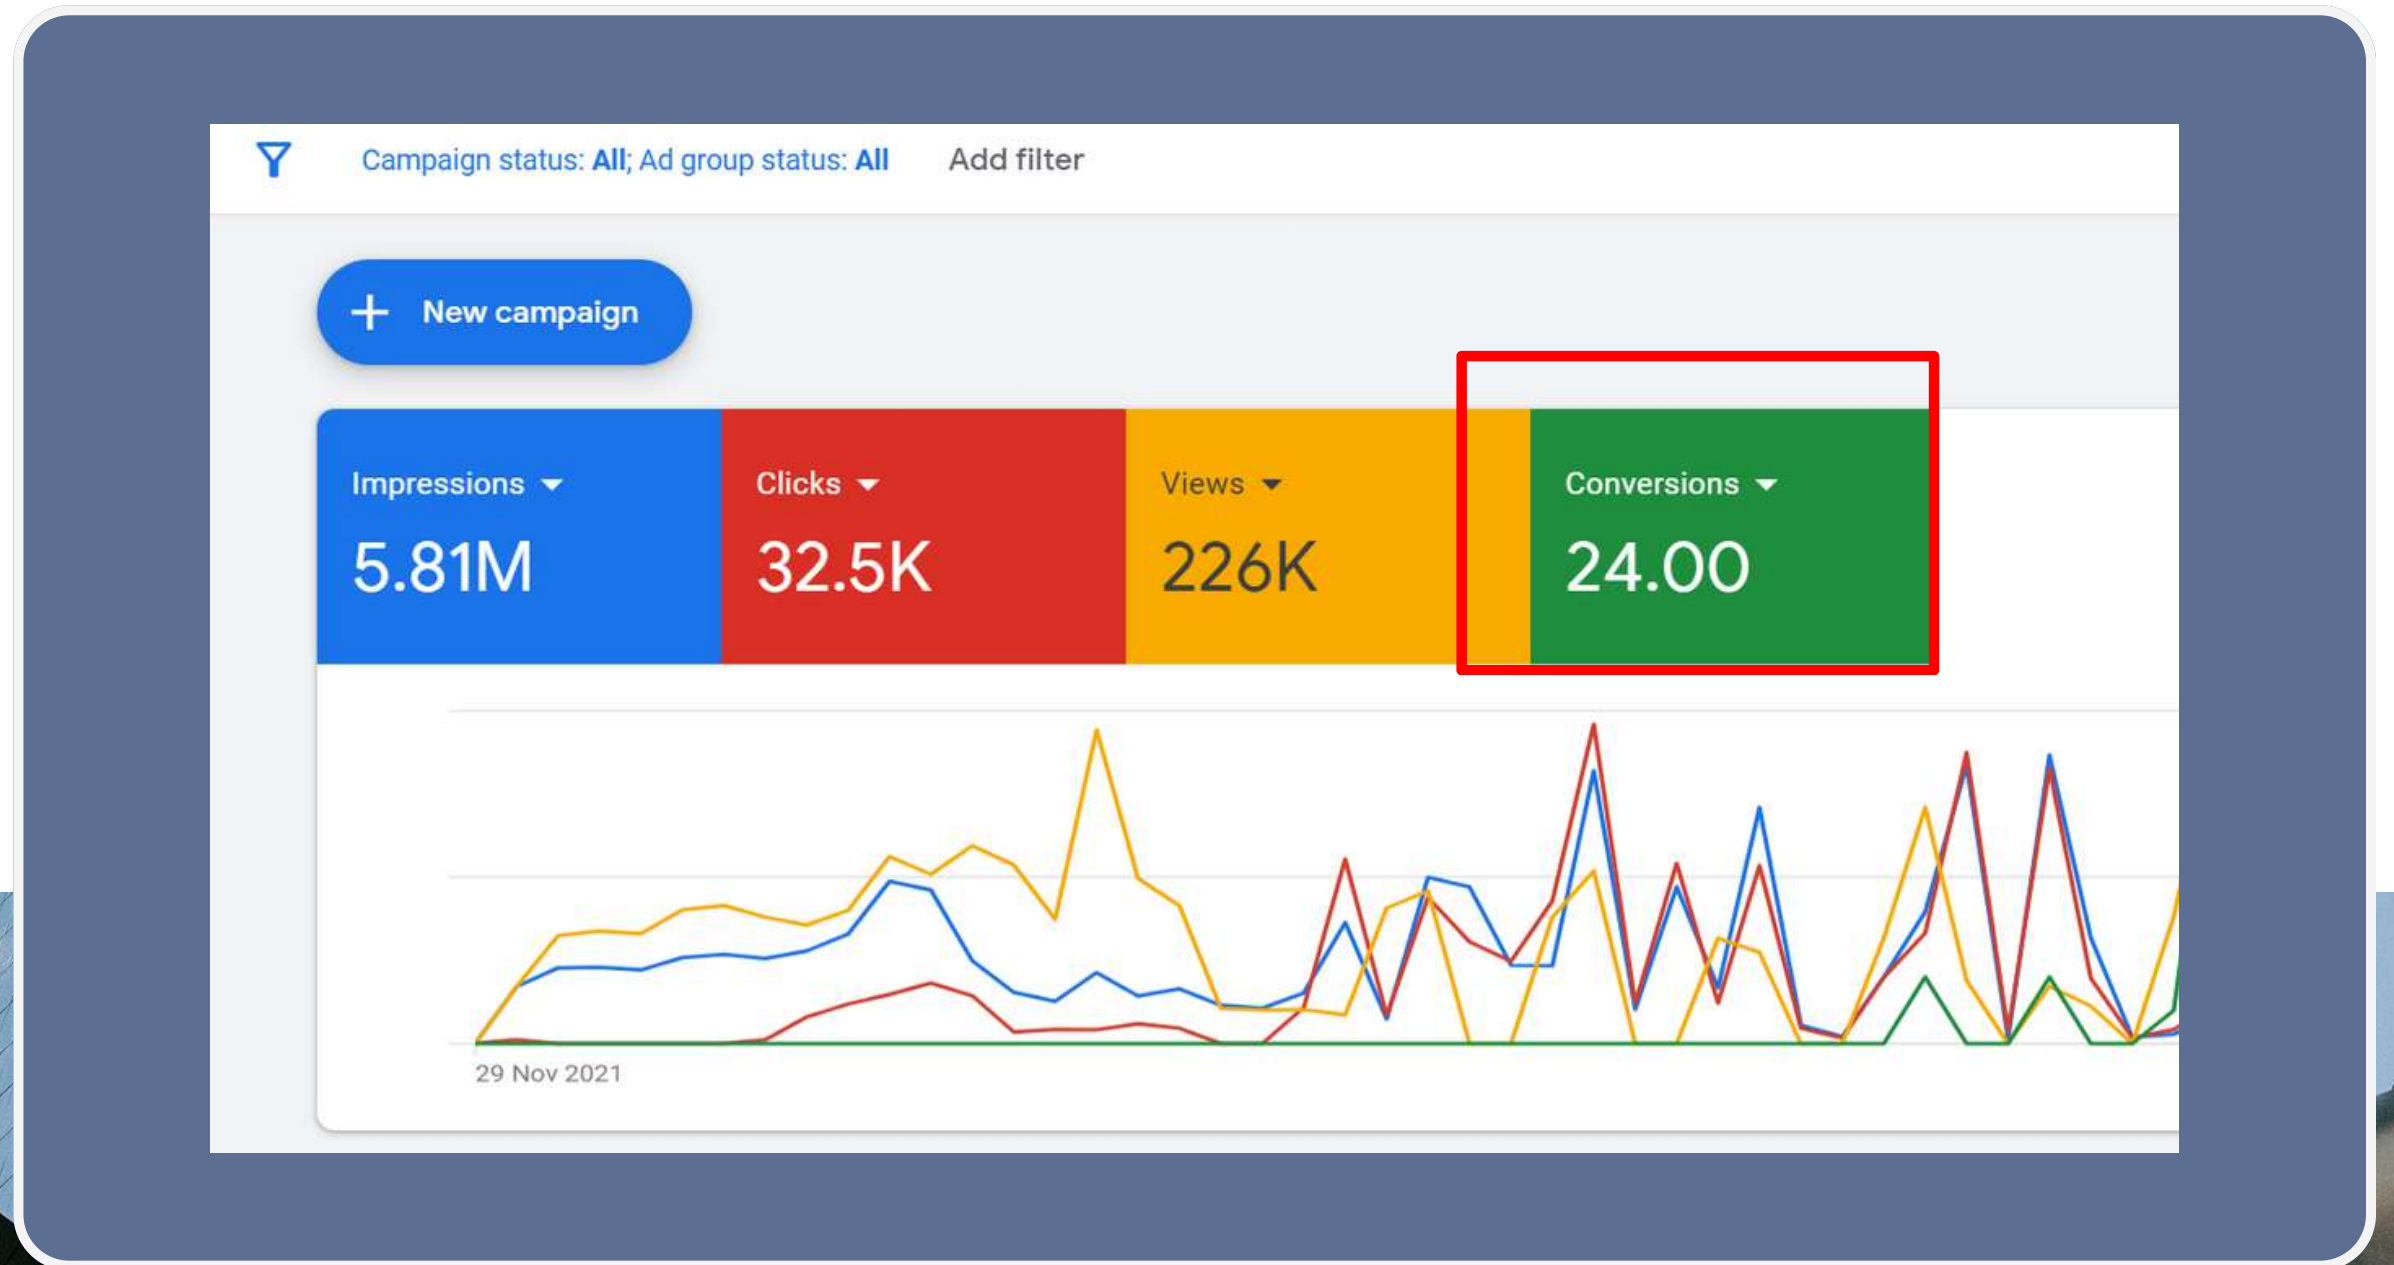 Campaign status: All; Ad group status: All Add filter
New campaign
Impressions Clicks Views Conversions
5.81M 32.5K 226K 24.00
29 Nov 2021